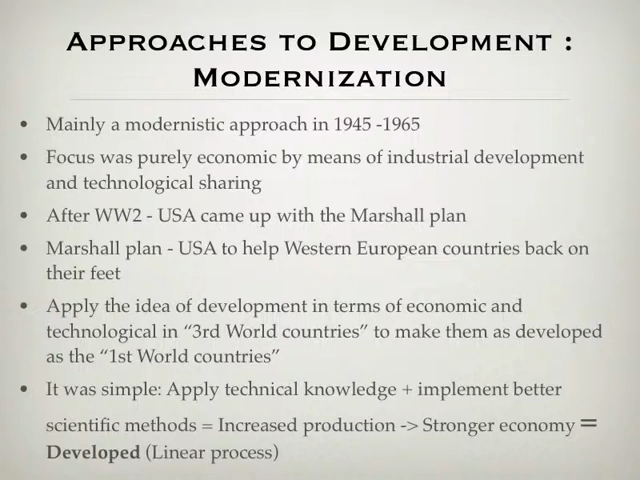 APPROACHES TO DEVELOPMENT :
MODERNIZATION
• Mainly a modernistic approach in 1945 -1965
• Focus was purely economic by means of industrial development
and technological sharing
• After WW2 - USA came up with the Marshall plan
• Marshall plan - USA to help Western European countries back on
their feet
• Apply the idea of development in terms of economic and
technological in “3rd World countries” to make them as developed
as the “1st World countries”
• It was simple: Apply technical knowledge + implement better
scientific methods = Increased production -> Stronger economy =
Developed (Linear process)